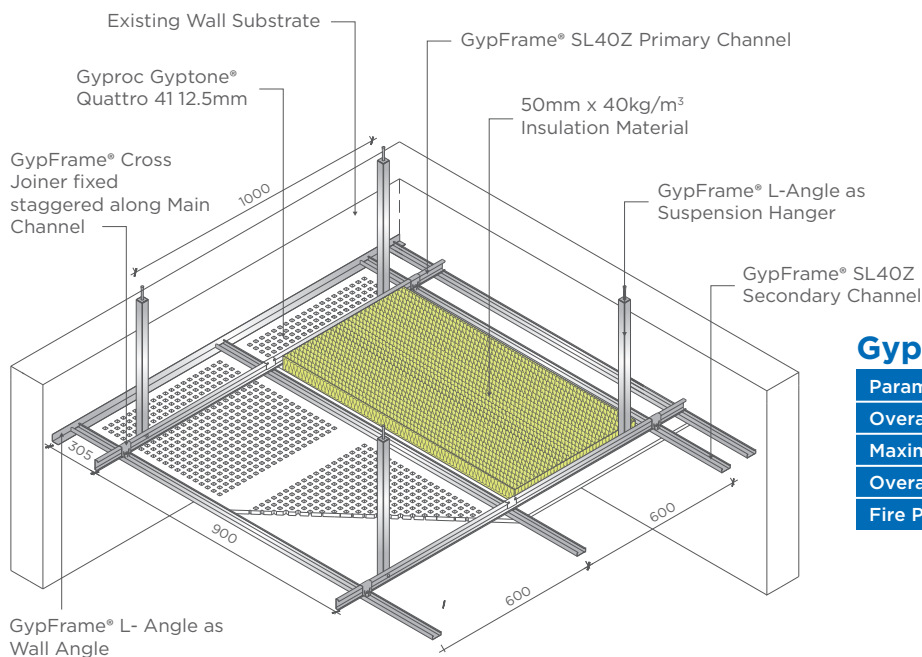 Existing Wall Substrate
GypFrame® SL40Z Primary Channel
Gyproc Gyptone®
Quattro 41 12.5mm
50mm x 40kg/m³
Insulation Material
GypFrame® Cross
Joiner fixed
staggered along Main
Channel
1000
GypFrame® L-Angle as
Suspension Hanger
GypFrame® SL40Z
Secondary Channel
305
900
600
600
GypFrame® L- Angle as
Wall Angle
Gyp
Param
Overa
Maxin
Overa
Fire P